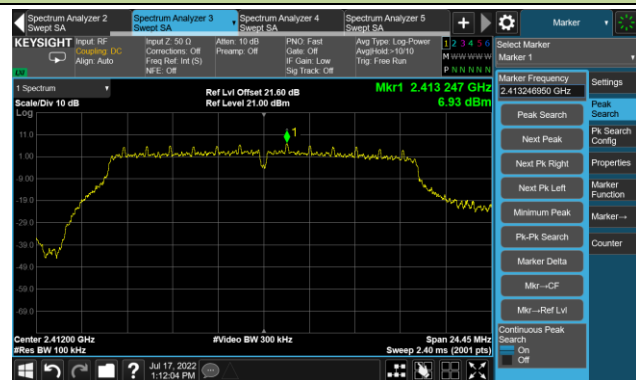 Spectrum Analyzer 2
Swept SA
Spectrum Analyzer 3
Swept SA
Spectrum Analyzer 4
Swept SA
Spectrum Analyzer 5
Swept SA
Marker
KEYSIGHT
Input: RF
Coupling: DC
Align: Auto
Input Z: 50 Ω
Corrections: Off
Freq Ref: Int (S)
NFE: Off
Atten: 10 dB
Preamp: Off
PNO: Fast
Gate: Off
IF Gain: Low
Sig Track: Off
Avg Type: Log-Power
Avg|Hold:>10/10
Trig: Free Run
1 2 3 4 5 6
M W W W W W
P N N N N N
Select Marker
Marker 1
LV
1 Spectrum
Scale/Div 10 dB
Log
Ref Lvl Offset 21.60 dB
Ref Level 21.00 dBm
Mkr1 2.413 247 GHz
6.93 dBm
11.0
1.00
-9.00
-19.0
-29.0
-39.0
-49.0
-59.0
-69.0
1
Center 2.41200 GHz
#Res BW 100 kHz
#Video BW 300 kHz
Span 24.45 MHz
Sweep 2.40 ms (2001 pts)
Marker Frequency
2.413246950 GHz
Peak Search
Next Peak
Next Pk Right
Next Pk Left
Minimum Peak
Pk-Pk Search
Marker Delta
Mkr→CF
Mkr→Ref Lvl
Continuous Peak
Search
On
Off
Settings
Peak
Search
Pk Search
Config
Properties
Marker
Function
Marker→
Counter
Jul 17, 2022
1:12:04 PM